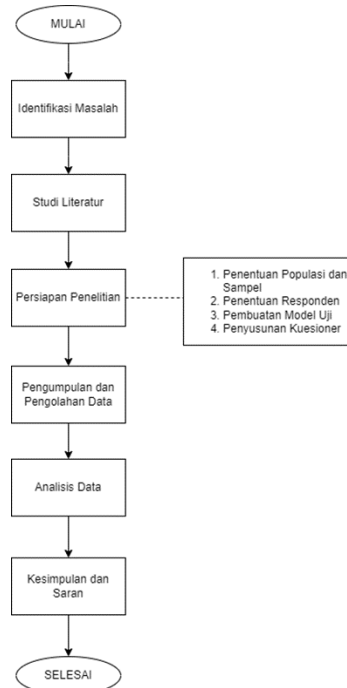 MULAI
Identifikasi Masalah
Studi Literatur
Persiapan Penelitian
1. Penentuan Populasi dan
Sampel
2. Penentuan Responden
3. Pembuatan Model Uji
4. Penyusunan Kuesioner
Pengumpulan dan
Pengolahan Data
Analisis Data
Kesimpulan dan
Saran
SELESAI